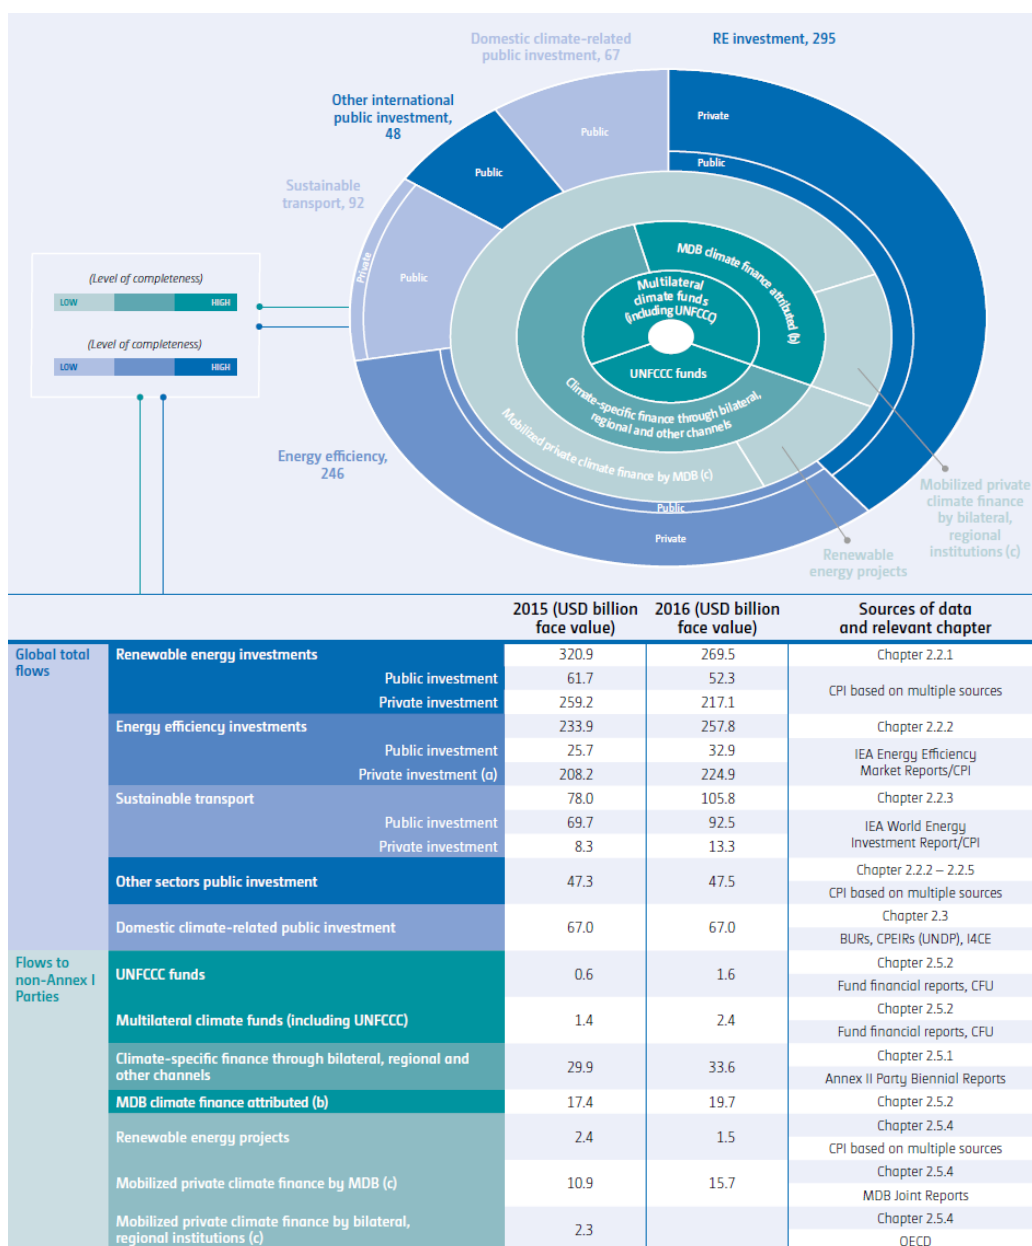 Domestic climate-related
public investment, 67
RE investment, 295
Other international
public investment,
48
Private
Public
Public
Public
Sustainable
transport, 92
Private
Public
(Level of completeness)
LOW HIGH
(Level of completeness)
LOW HIGH
MDB climate finance attributed (b)
Multilateral
climate funds
(including UNFCCC)
UNFCCC funds
Climate-specific finance through bilateral,
regional and other channels
Mobilized private climate finance by MDB (c)
Energy efficiency,
246
Public
Private
Mobilized private
climate finance
by bilateral,
regional
institutions (c)
Renewable
energy projects
2015 (USD billion face value) 2016 (USD billion face value) Sources of data and relevant chapter
Global total flows
Renewable energy investments 320.9 269.5 Chapter 2.2.1
Public investment 61.7 52.3 CPI based on multiple sources
Private investment 259.2 217.1
Energy efficiency investments 233.9 257.8 Chapter 2.2.2
Public investment 25.7 32.9 IEA Energy Efficiency Market Reports/CPI
Private investment (a) 208.2 224.9
Sustainable transport 78.0 105.8 Chapter 2.2.3
Public investment 69.7 92.5 IEA World Energy Investment Report/CPI
Private investment 8.3 13.3
Other sectors public investment 47.3 47.5 Chapter 2.2.2 – 2.2.5
CPI based on multiple sources
Domestic climate-related public investment 67.0 67.0 Chapter 2.3
BURs, CPEIRs (UNDP), I4CE
Flows to non-Annex I Parties
UNFCCC funds 0.6 1.6 Chapter 2.5.2
Fund financial reports, CFU
Multilateral climate funds (including UNFCCC) 1.4 2.4 Chapter 2.5.2
Fund financial reports, CFU
Climate-specific finance through bilateral, regional and other channels 29.9 33.6 Chapter 2.5.1
Annex II Party Biennial Reports
MDB climate finance attributed (b) 17.4 19.7 Chapter 2.5.2
Renewable energy projects 2.4 1.5 Chapter 2.5.4
CPI based on multiple sources
Mobilized private climate finance by MDB (c) 10.9 15.7 Chapter 2.5.4
MDB Joint Reports
Mobilized private climate finance by bilateral, regional institutions (c) 2.3 Chapter 2.5.4
OECD